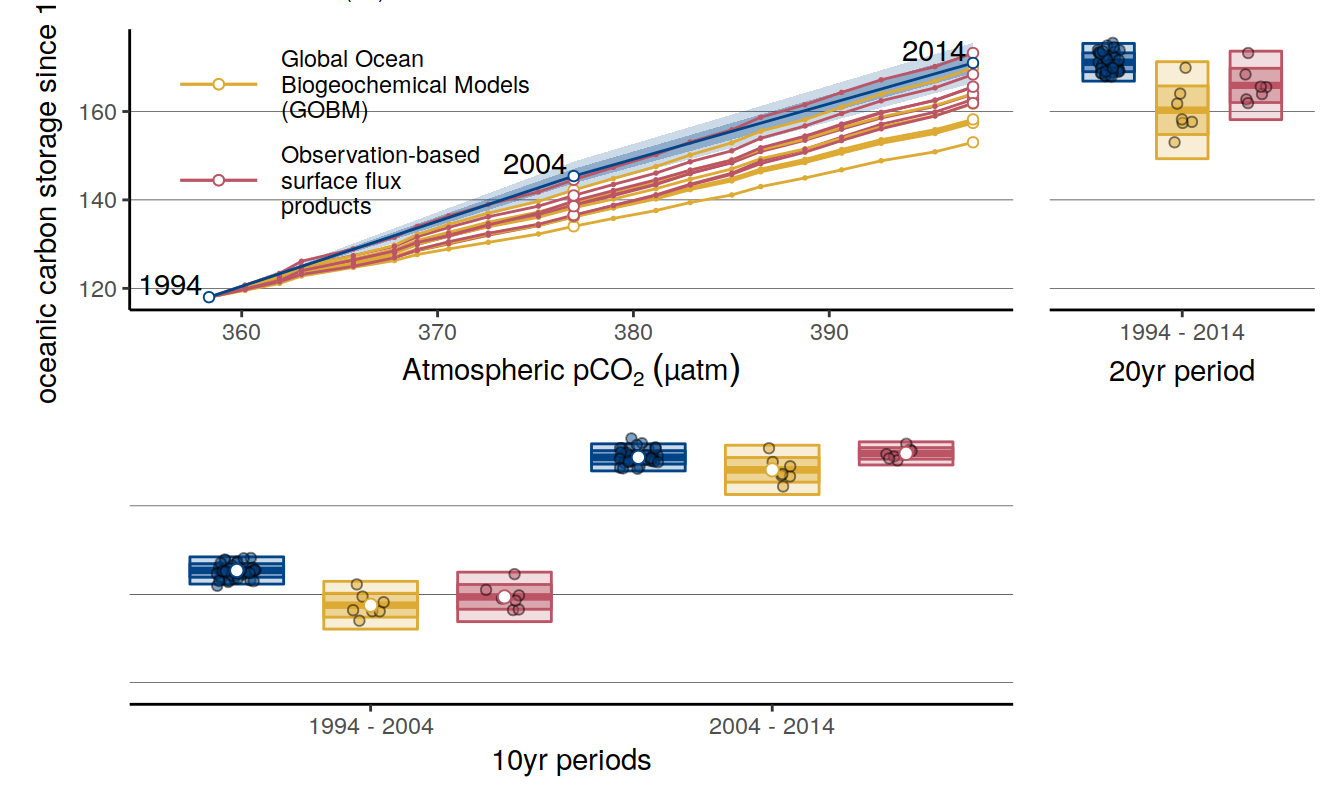 oceanic carbon storage since 1
Global Ocean
Biogeochemical Models
(GOBM)
Observation-based
surface flux
products
160
140
120
1994
2004
2014
360
370
380
390
Atmospheric pCO₂ (µatm)
1994 - 2014
20yr period
1994 - 2004
2004 - 2014
10yr periods